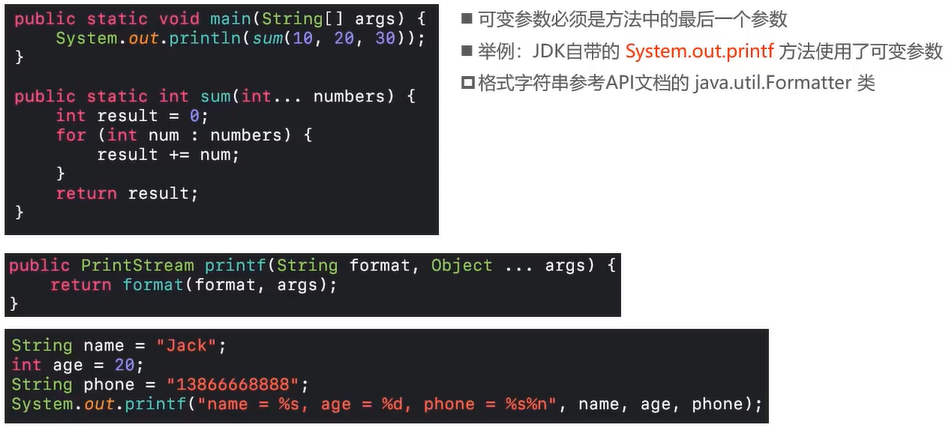 public static void main(String[] args) {
    System.out.println(sum(10, 20, 30));
}
public static int sum(int... numbers) {
    int result = 0;
    for (int num : numbers) {
        result += num;
    }
    return result;
}
可变参数必须是方法中的最后一个参数
举例：JDK自带的 System.out.printf 方法使用了可变参数
格式字符串参考API文档的 java.util.Formatter 类
public PrintStream printf(String format, Object ... args) {
    return format(format, args);
}
String name = "Jack";
int age = 20;
String phone = "13866668888";
System.out.printf("name = %s, age = %d, phone = %s%n", name, age, phone);